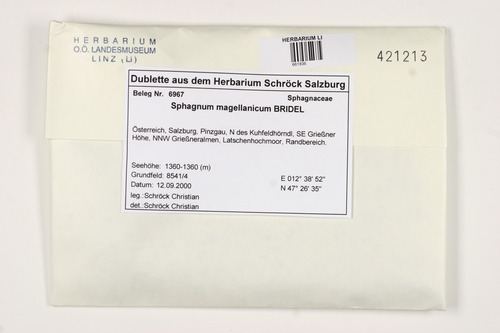 HERBARIUM
O.Ö. LANDESMUSEUM
LINZ (LI)
HERBARIUM LI
421213
Dublette aus dem Herbarium Schröck Salzburg
Beleg Nr. 6967 Sphagnaceae
Sphagnum magellanicum BRIDEL
Österreich, Salzburg, Pinzgau, N des Kuhfeldhörndl, SE Grießner
Höhe, NNW Grießneralmen, Latschenhochmoor, Randbereich.
Seehöhe: 1360-1360 (m)
Grundfeld: 8541/4 E 012° 38' 52"
Datum: 12.09.2000 N 47° 26' 35"
leg.:Schröck Christian
det.:Schröck Christian